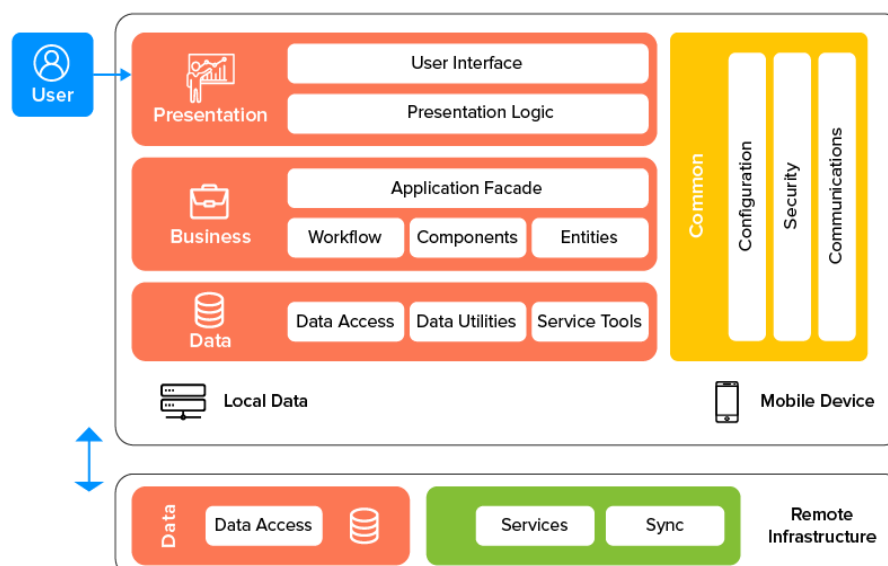 User
Presentation
User Interface
Presentation Logic
Business
Application Facade
Workflow
Components
Entities
Data
Data Access
Data Utilities
Service Tools
Common
Configuration
Security
Communications
Local Data
Mobile Device
Data
Data Access
Services
Sync
Remote
Infrastructure